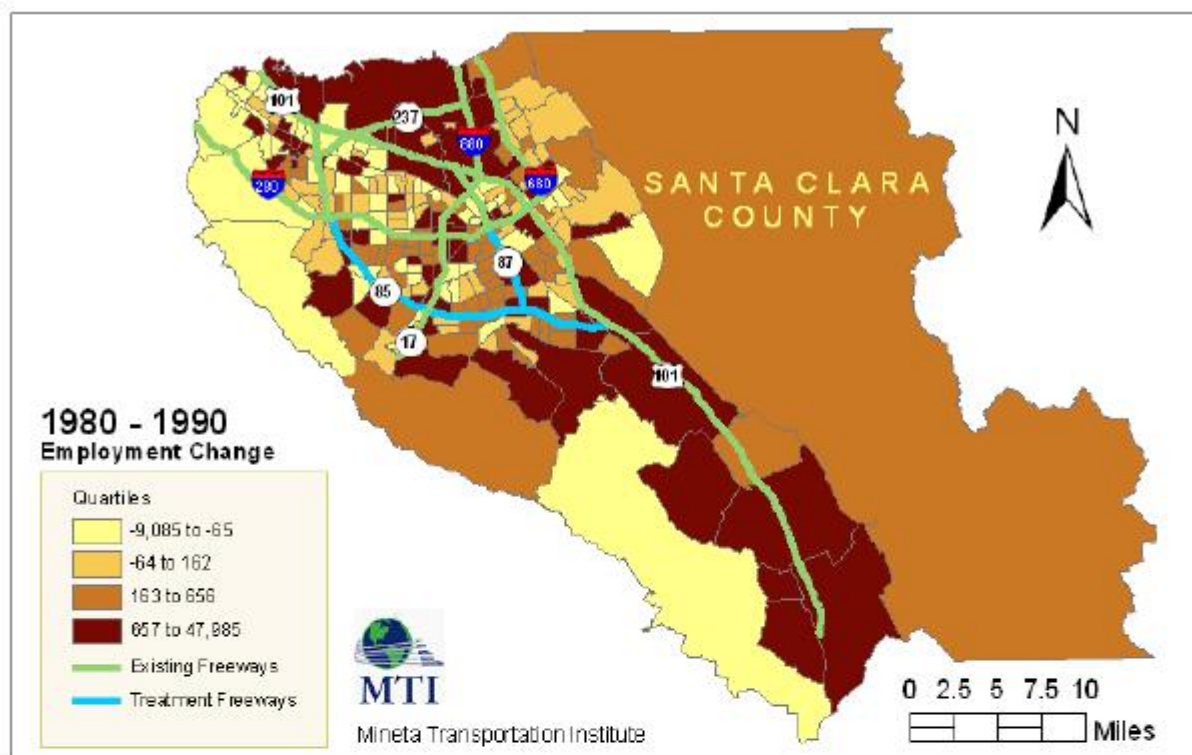 101
237
880
280
680
SANTA CLARA
COUNTY
N
87
85
17
101
1980 - 1990
Employment Change
Quartiles
-9,085 to -65
-64 to 162
163 to 656
657 to 47,985
Existing Freeways
Treatment Freeways
MTI
Mineta Transportation Institute
0 2.5 5 7.5 10
Miles